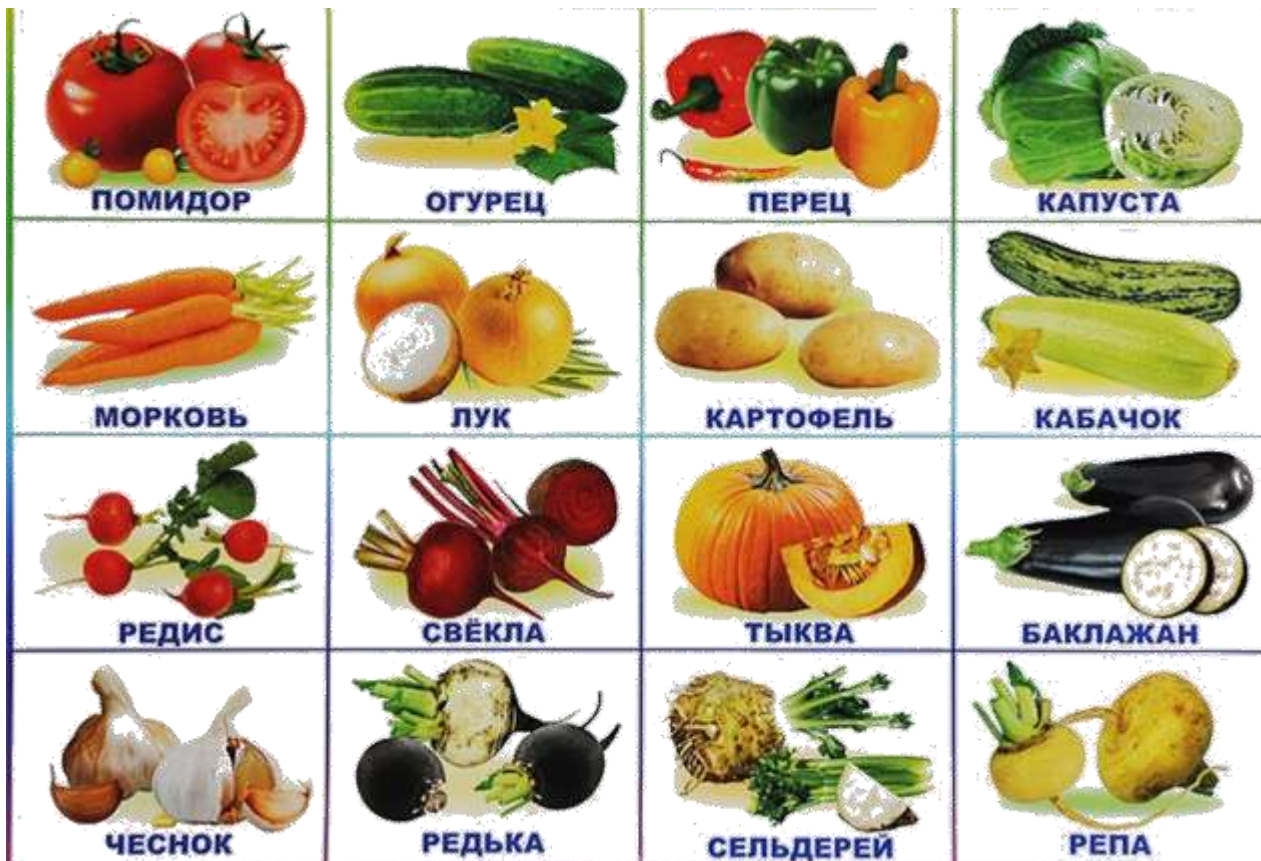 ПОМИДОР
ОГУРЕЦ
ПЕРЕЦ
КАПУСТА
МОРКОВЬ
ЛУК
КАРТОФЕЛЬ
КАБАЧОК
РЕДИС
СВЁКЛА
ТЫКВА
БАКЛАЖАН
ЧЕСНОК
РЕДЬКА
СЕЛЬДЕРЕЙ
РЕПА